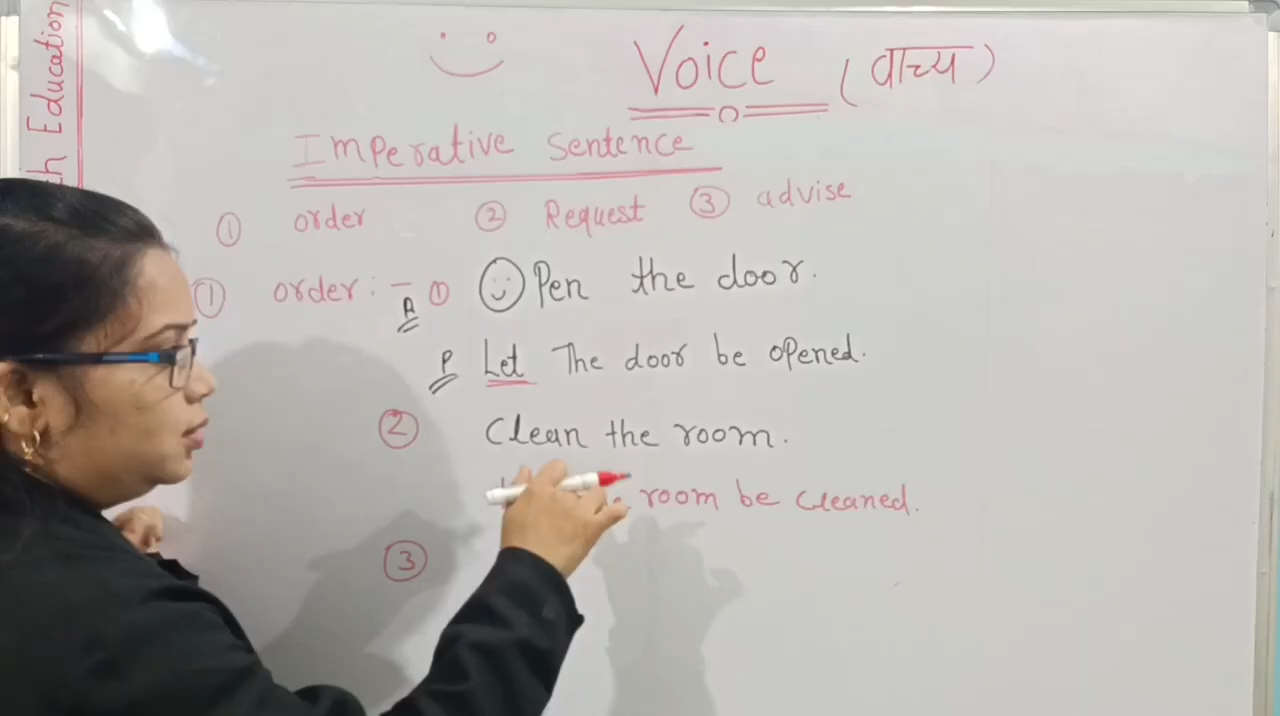 Voice (वाच्य)
Imperative Sentence
① order ② Request ③ advise
① order :- ① Open the door.
A
P Let The door be opened.
② Clean the room.
room be cleaned.
③
Education